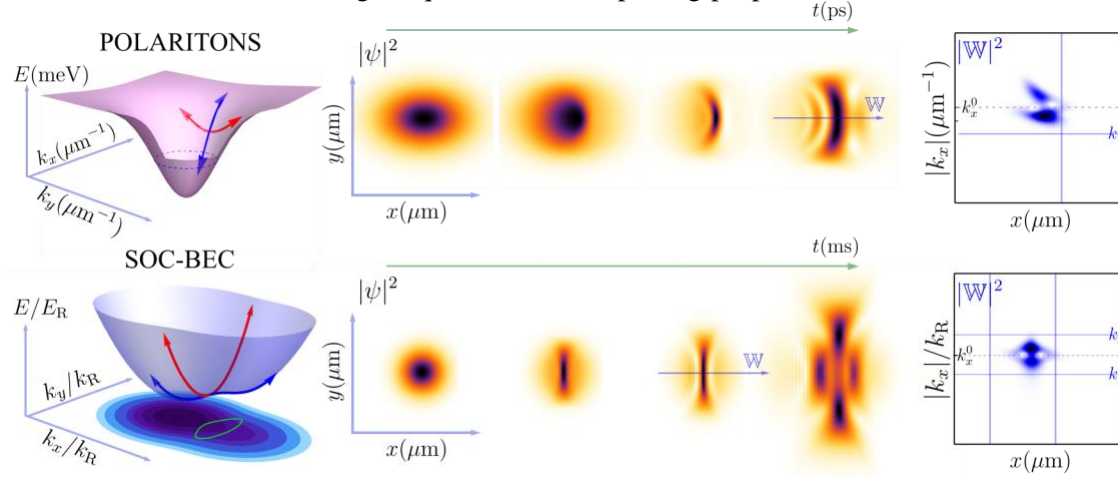 POLARITONS
E(meV)
k_x(μm⁻¹)
k_y(μm⁻¹)
|ψ|²
t(ps)
y(μm)
x(μm)
𝕎
|𝕎|²
k_x^0
|k_x|(μm⁻¹)
k
x(μm)
SOC-BEC
E/E_R
k_y/k_R
k_x/k_R
|ψ|²
t(ms)
y(μm)
x(μm)
𝕎
|𝕎|²
k
k_x^0
|k_x|/k_R
k
x(μm)